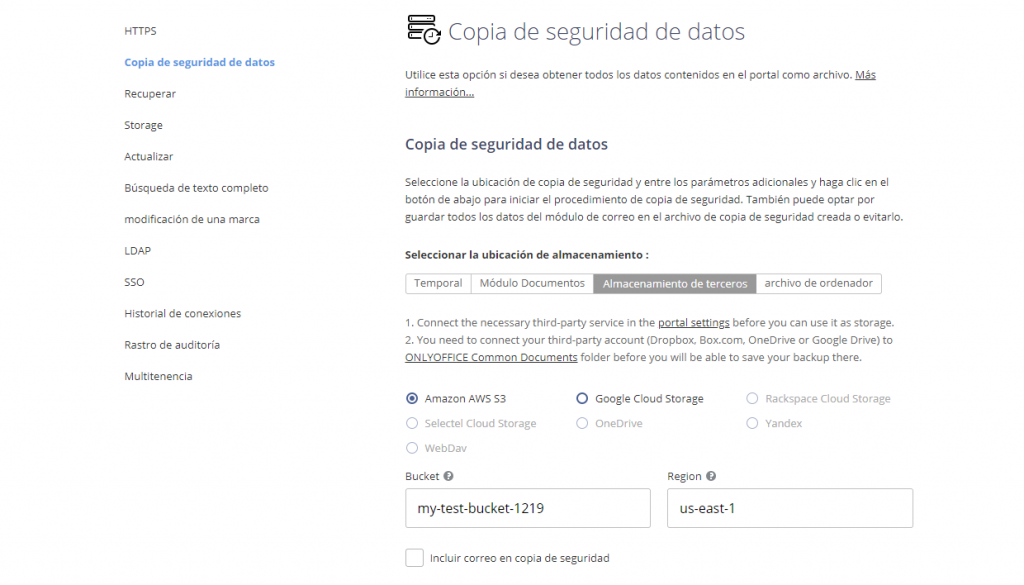 HTTPS
Copia de seguridad de datos
Recuperar
Storage
Actualizar
Búsqueda de texto completo
modificación de una marca
LDAP
SSO
Historial de conexiones
Rastro de auditoría
Multitenencia
Copia de seguridad de datos
Utilice esta opción si desea obtener todos los datos contenidos en el portal como archivo. Más
información...
Copia de seguridad de datos
Seleccione la ubicación de copia de seguridad y entre los parámetros adicionales y haga clic en el
botón de abajo para iniciar el procedimiento de copia de seguridad. También puede optar por
guardar todos los datos del módulo de correo en el archivo de copia de seguridad creada o evitarlo.
Seleccionar la ubicación de almacenamiento :
Temporal Módulo Documentos Almacenamiento de terceros archivo de ordenador
1. Connect the necessary third-party service in the portal settings before you can use it as storage.
2. You need to connect your third-party account (Dropbox, Box.com, OneDrive or Google Drive) to
ONLYOFFICE Common Documents folder before you will be able to save your backup there.
Amazon AWS S3 Google Cloud Storage Rackspace Cloud Storage
Selectel Cloud Storage OneDrive Yandex
WebDav
Bucket ? Region ?
my-test-bucket-1219 us-east-1
Incluir correo en copia de seguridad